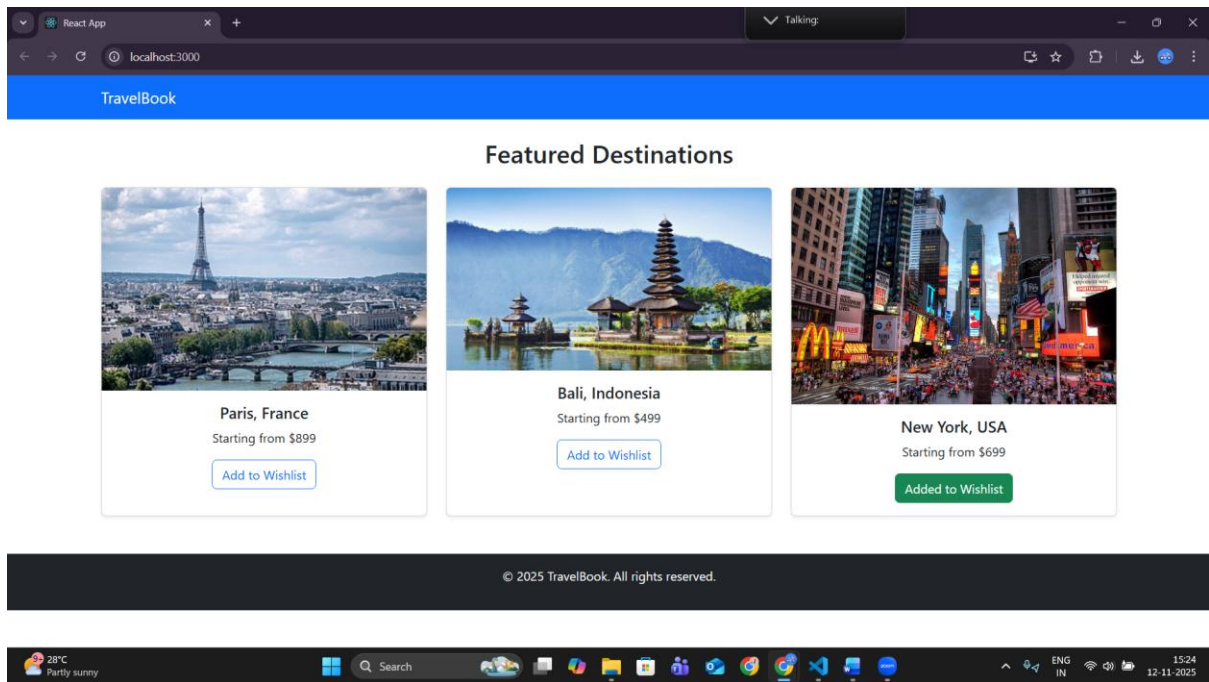 React App
Talking:
localhost:3000
TravelBook
Featured Destinations
Paris, France
Starting from $899
Add to Wishlist
Bali, Indonesia
Starting from $499
Add to Wishlist
New York, USA
Starting from $699
Added to Wishlist
© 2025 TravelBook. All rights reserved.
9+
28°C
Partly sunny
Search
ENG
IN
15:24
12-11-2025